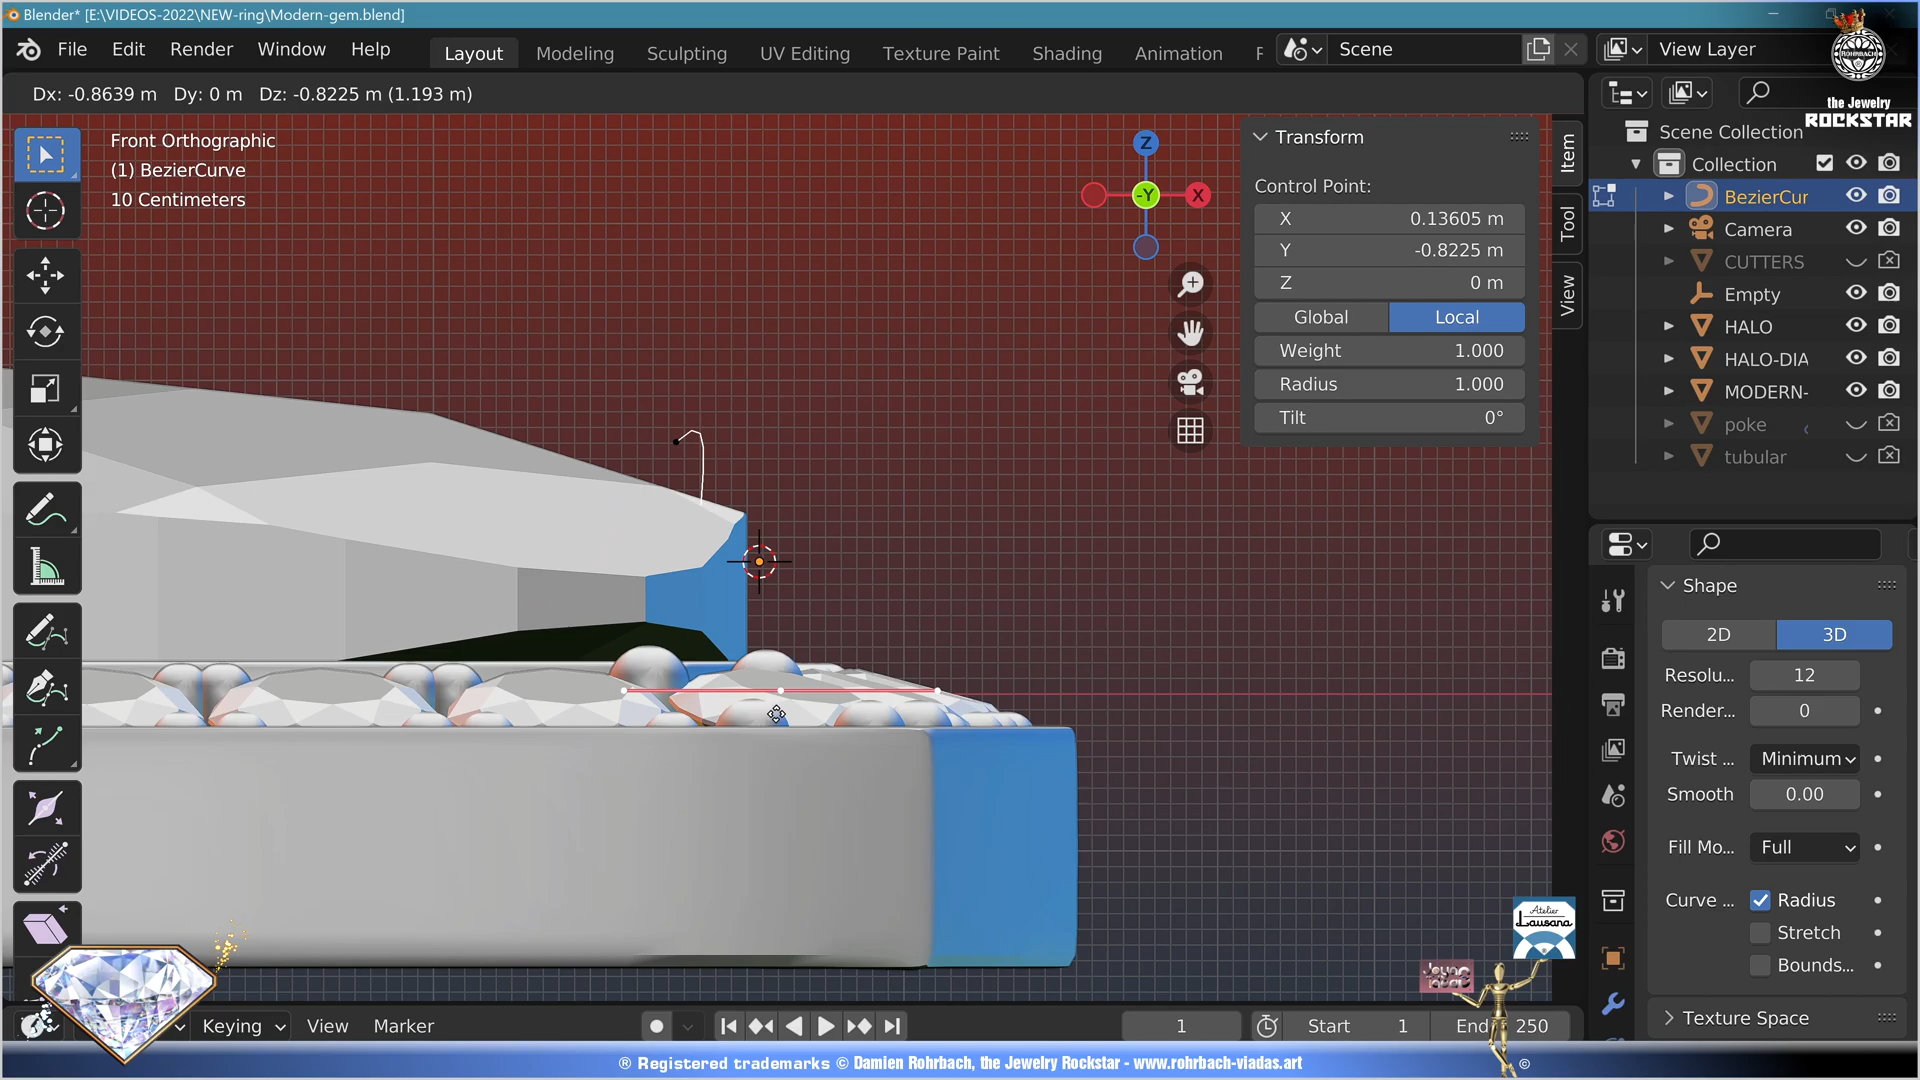 Blender* [E:\VIDEOS-2022\NEW-ring\Modern-gem.blend]
File Edit Render Window Help
Layout Modeling Sculpting UV Editing Texture Paint Shading Animation
Scene
View Layer
ROHRBACH
the Jewelry
ROCKSTAR
Dx: -0.8639 m Dy: 0 m Dz: -0.8225 m (1.193 m)
Front Orthographic
(1) BezierCurve
10 Centimeters
Z
-Y
X
Transform
Control Point:
X 0.13605 m
Y -0.8225 m
Z 0 m
Global Local
Weight 1.000
Radius 1.000
Tilt 0°
Item
Tool
View
Scene Collection
Collection
BezierCur
Camera
CUTTERS
Empty
HALO
HALO-DIA
MODERN-
poke
tubular
Shape
2D 3D
Resolu... 12
Render... 0
Twist ... Minimum
Smooth 0.00
Fill Mo... Full
Curve ... Radius
Stretch
Bounds...
Texture Space
Atelier
Lausana
Keying View Marker
1
Start 1
End 250
® Registered trademarks © Damien Rohrbach, the Jewelry Rockstar - www.rohrbach-viadas.art ©